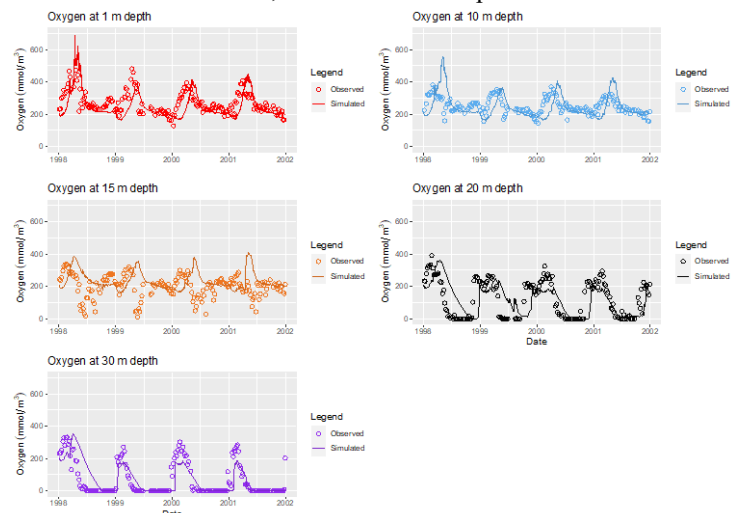 Oxygen at 1 m depth
Oxygen (mmol/m³)
600
400
200
0
1998 1999 2000 2001 2002
Legend
Observed
Simulated
Oxygen at 10 m depth
Oxygen (mmol/m³)
600
400
200
0
1998 1999 2000 2001 2002
Legend
Observed
Simulated
Oxygen at 15 m depth
Oxygen (mmol/m³)
600
400
200
0
1998 1999 2000 2001 2002
Legend
Observed
Simulated
Oxygen at 20 m depth
Oxygen (mmol/m³)
600
400
200
0
1998 1999 2000 2001 2002
Date
Legend
Observed
Simulated
Oxygen at 30 m depth
Oxygen (mmol/m³)
600
400
200
0
1998 1999 2000 2001 2002
Legend
Observed
Simulated